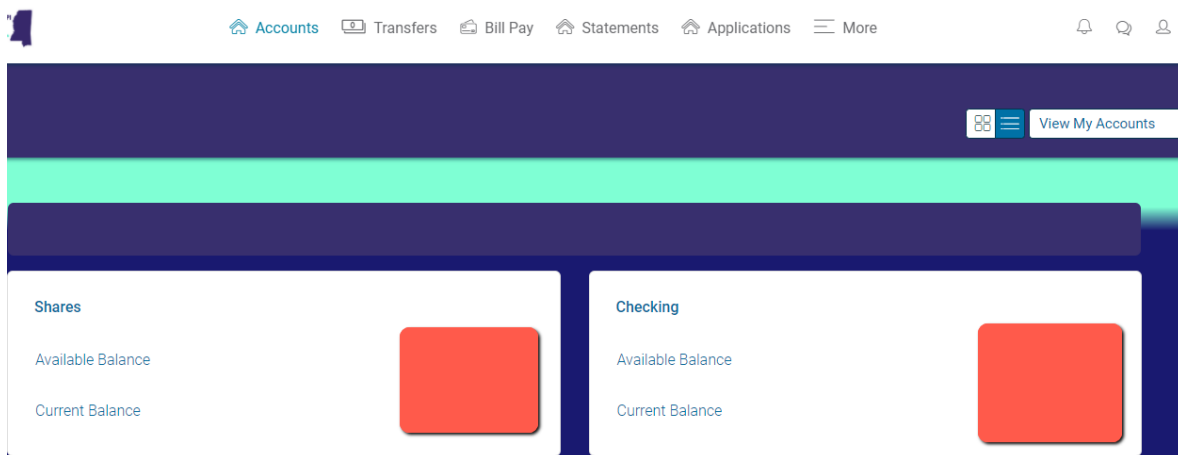 Accounts Transfers Bill Pay Statements Applications More
View My Accounts
Shares
Available Balance
Current Balance
Checking
Available Balance
Current Balance